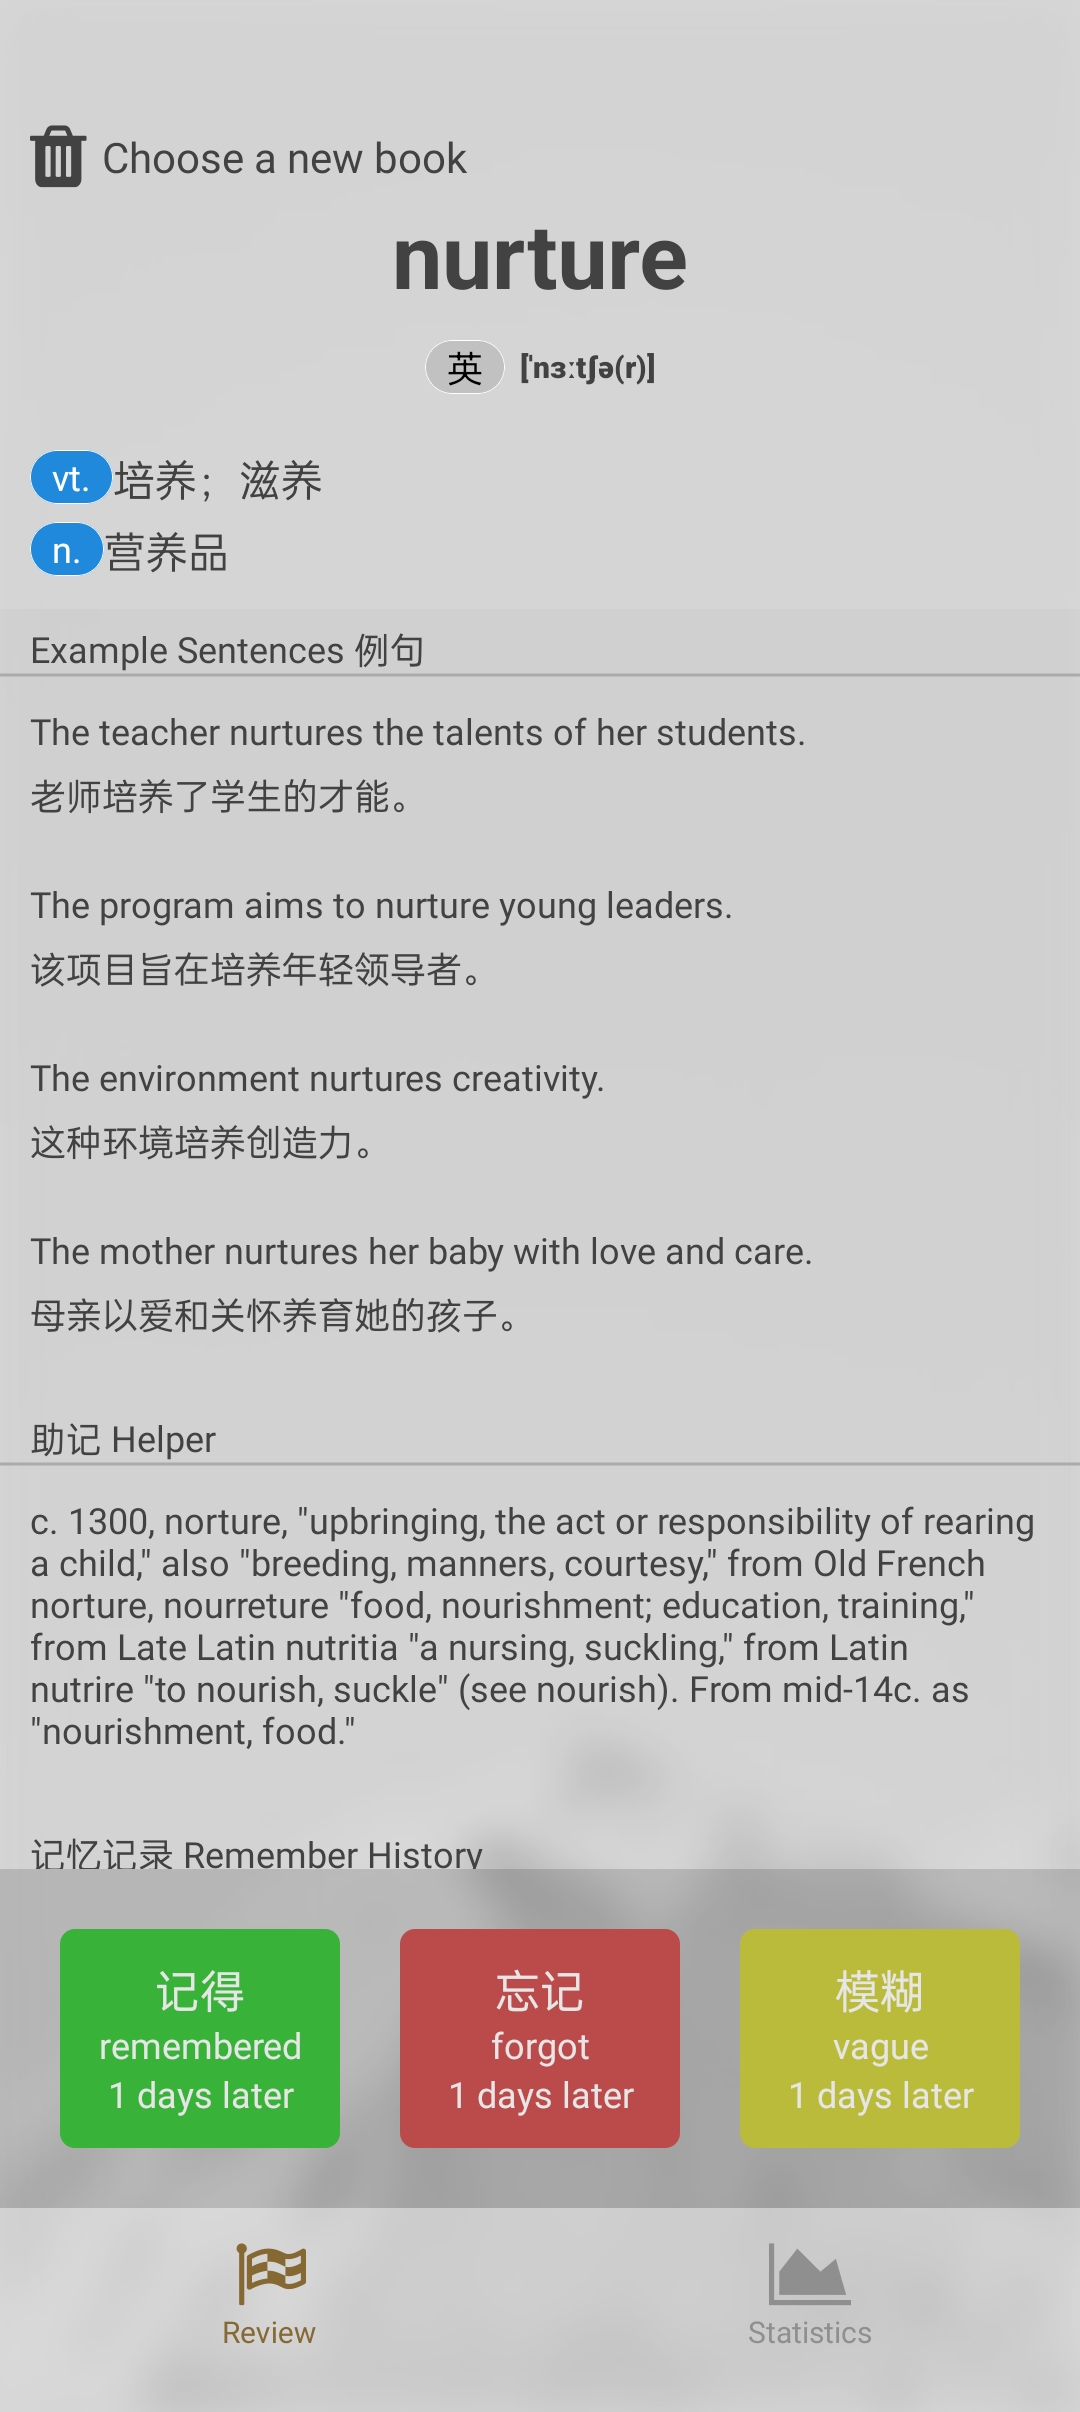 Choose a new book
nurture
英 [ˈnɜːtʃə(r)]
vt. 培养；滋养
n. 营养品
Example Sentences 例句
The teacher nurtures the talents of her students.
老师培养了学生的才能。
The program aims to nurture young leaders.
该项目旨在培养年轻领导者。
The environment nurtures creativity.
这种环境培养创造力。
The mother nurtures her baby with love and care.
母亲以爱和关怀养育她的孩子。
助记 Helper
c. 1300, norture, "upbringing, the act or responsibility of rearing
a child," also "breeding, manners, courtesy," from Old French
norture, nourreture "food, nourishment; education, training,"
from Late Latin nutritia "a nursing, suckling," from Latin
nutrire "to nourish, suckle" (see nourish). From mid-14c. as
"nourishment, food."
记忆记录 Remember History
记得
remembered
1 days later
忘记
forgot
1 days later
模糊
vague
1 days later
Review
Statistics